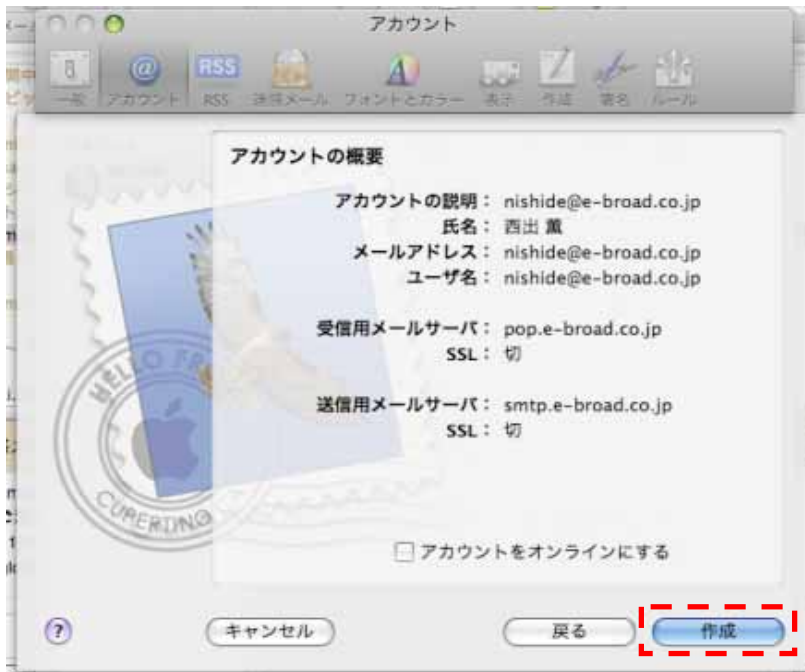 アカウント
一般 アカウント RSS 迷惑メール フォントとカラー 表示 作成 署名 ルール
RSS
アカウントの概要
アカウントの説明： nishide@e-broad.co.jp
氏名： 西出 薫
メールアドレス： nishide@e-broad.co.jp
ユーザ名： nishide@e-broad.co.jp
受信用メールサーバ： pop.e-broad.co.jp
SSL： 切
送信用メールサーバ： smtp.e-broad.co.jp
SSL： 切
HELLO FR
CUPERTINO
アカウントをオンラインにする
? キャンセル 戻る 作成